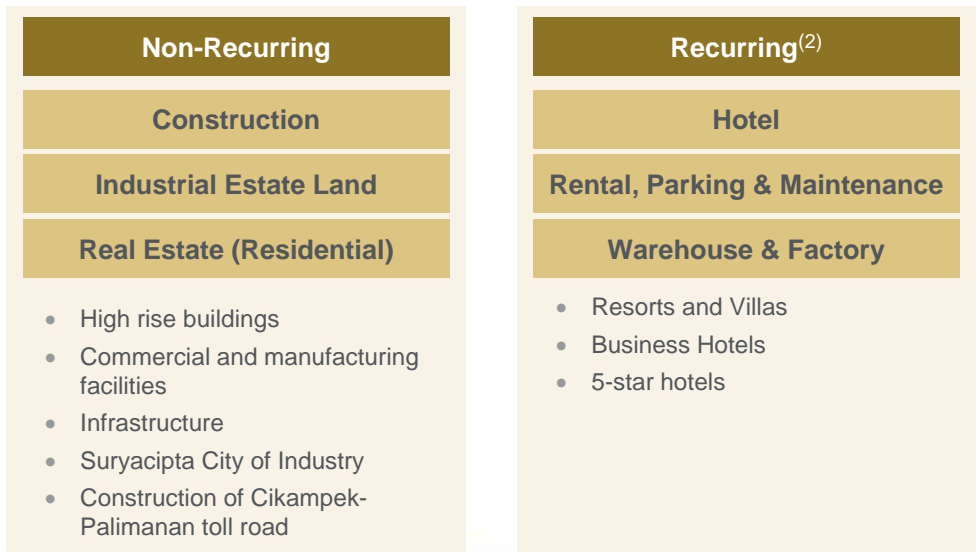 Non-Recurring
Construction
Industrial Estate Land
Real Estate (Residential)
• High rise buildings
• Commercial and manufacturing
facilities
• Infrastructure
• Suryacipta City of Industry
• Construction of Cikampek-
Palimanan toll road
Recurring(2)
Hotel
Rental, Parking & Maintenance
Warehouse & Factory
• Resorts and Villas
• Business Hotels
• 5-star hotels